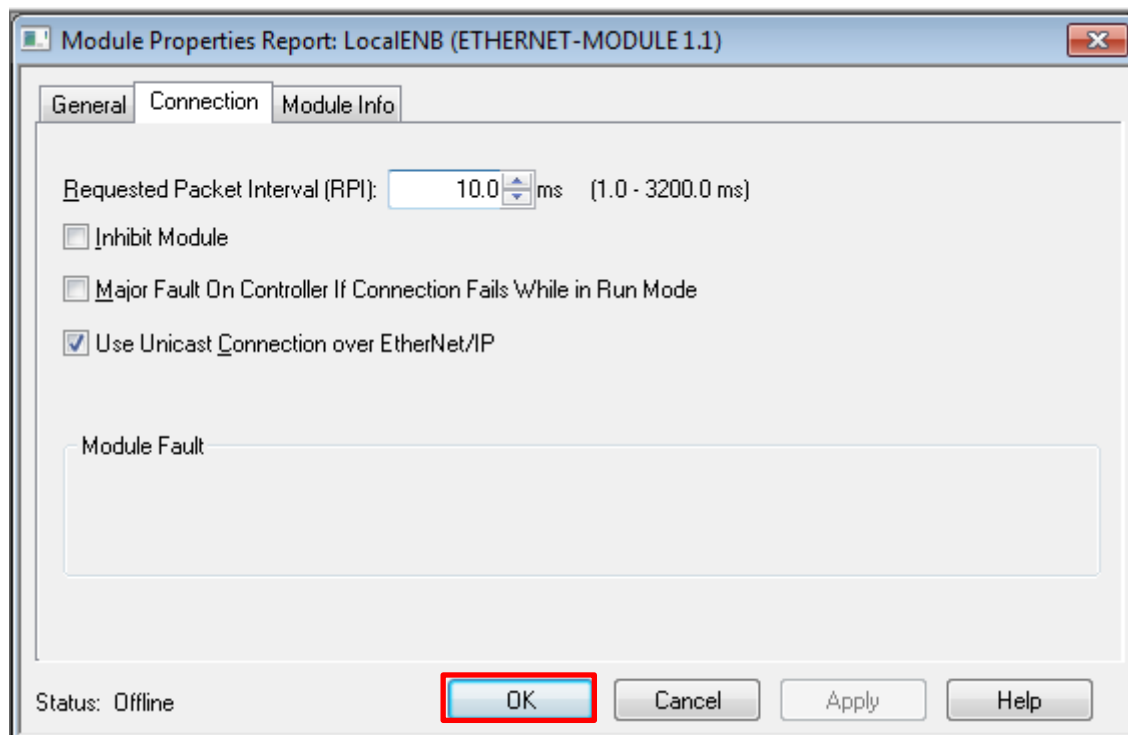 Module Properties Report: LocalENB (ETHERNET-MODULE 1.1)
General Connection Module Info
Requested Packet Interval (RPI): 10.0 ms (1.0 - 3200.0 ms)
Inhibit Module
Major Fault On Controller If Connection Fails While in Run Mode
Use Unicast Connection over EtherNet/IP
Module Fault
Status: Offline OK Cancel Apply Help